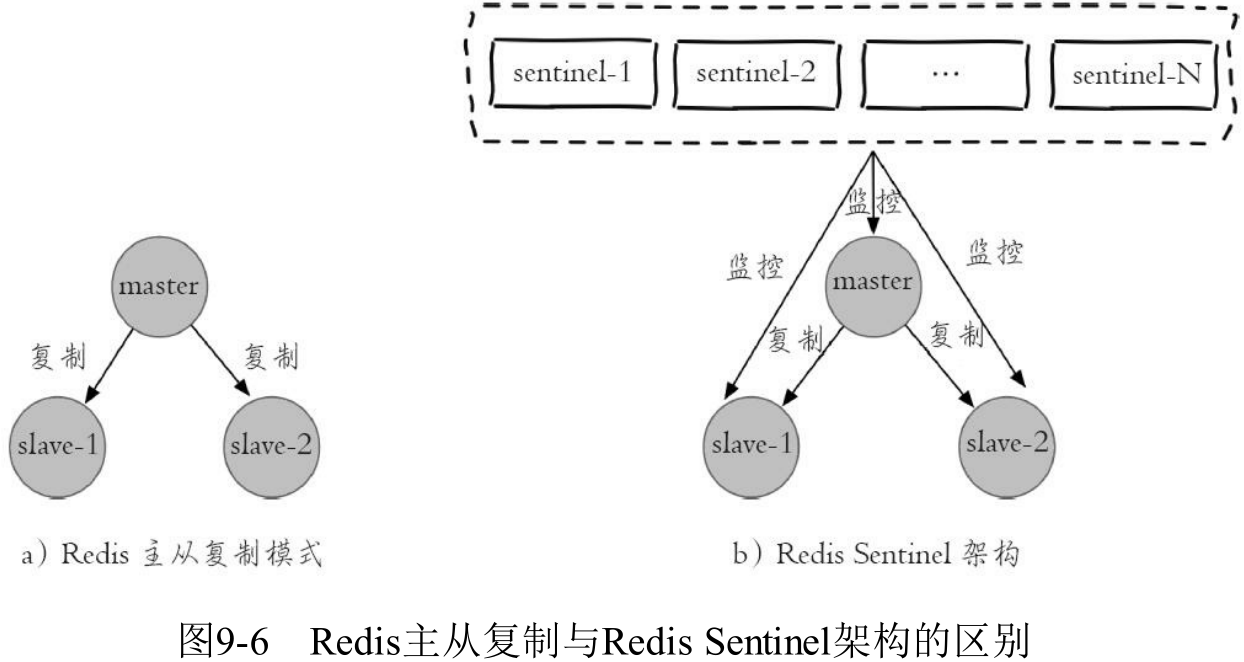 sentinel-1 sentinel-2 ... sentinel-N
监控
监控 监控
master master
复制 复制 复制 复制
slave-1 slave-2 slave-1 slave-2
a) Redis 主从复制模式 b) Redis Sentinel 架构
图9-6 Redis主从复制与Redis Sentinel架构的区别